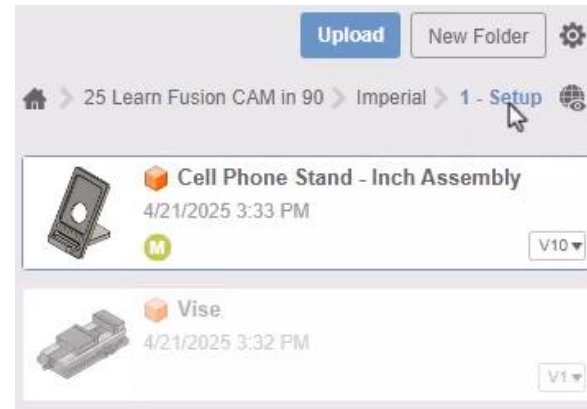 Upload New Folder
25 Learn Fusion CAM in 90 Imperial 1 - Setup
Cell Phone Stand - Inch Assembly
4/21/2025 3:33 PM
M
V10
Vise
4/21/2025 3:32 PM
V1